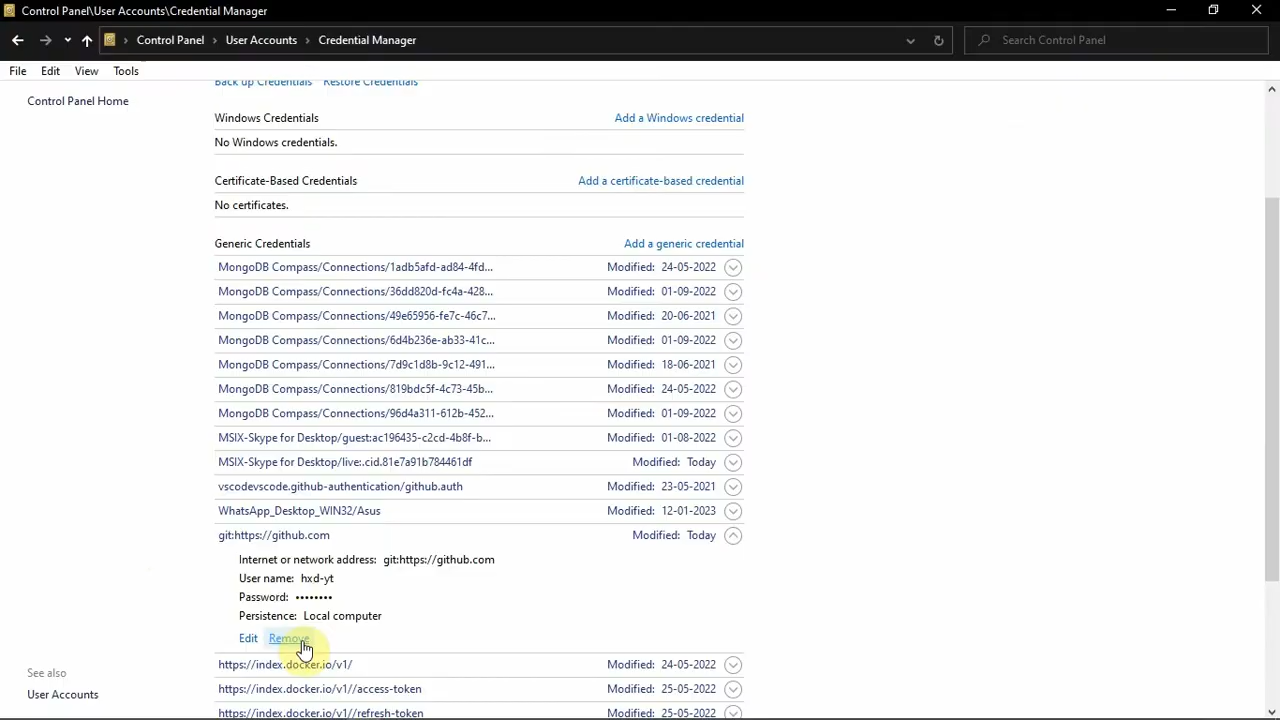 Control Panel\User Accounts\Credential Manager
Control Panel > User Accounts > Credential Manager
Search Control Panel
File Edit View Tools
Control Panel Home
Back up Credentials Restore Credentials
Windows Credentials Add a Windows credential
No Windows credentials.
Certificate-Based Credentials Add a certificate-based credential
No certificates.
Generic Credentials Add a generic credential
MongoDB Compass/Connections/1adb5afd-ad84-4fd... Modified: 24-05-2022
MongoDB Compass/Connections/36dd820d-fc4a-428... Modified: 01-09-2022
MongoDB Compass/Connections/49e65956-fe7c-46c7... Modified: 20-06-2021
MongoDB Compass/Connections/6d4b236e-ab33-41c... Modified: 01-09-2022
MongoDB Compass/Connections/7d9c1d8b-9c12-491... Modified: 18-06-2021
MongoDB Compass/Connections/819bdc5f-4c73-45b... Modified: 24-05-2022
MongoDB Compass/Connections/96d4a311-612b-452... Modified: 01-09-2022
MSIX-Skype for Desktop/guest:ac196435-c2cd-4b8f-b... Modified: 01-08-2022
MSIX-Skype for Desktop/live:.cid.81e7a91b784461df Modified: Today
vscodevscode.github-authentication/github.auth Modified: 23-05-2021
WhatsApp_Desktop_WIN32/Asus Modified: 12-01-2023
git:https://github.com Modified: Today
Internet or network address: git:https://github.com
User name: hxd-yt
Password: ••••••••
Persistence: Local computer
Edit Remove
https://index.docker.io/v1/ Modified: 24-05-2022
https://index.docker.io/v1//access-token Modified: 25-05-2022
https://index.docker.io/v1//refresh-token Modified: 25-05-2022
See also
User Accounts